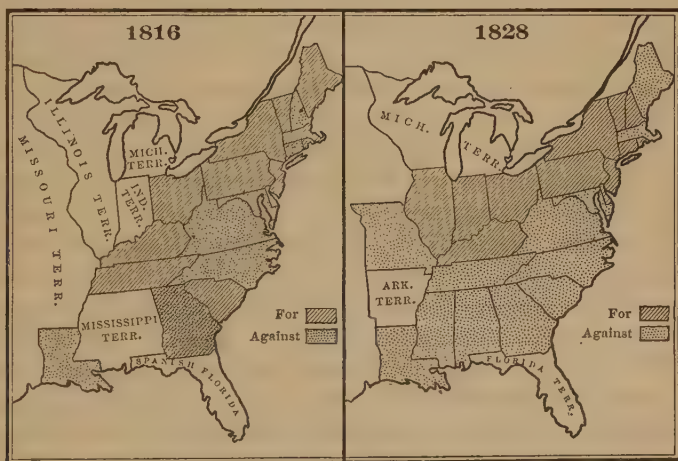 1816
ILLINOIS TERR.
MISSOURI TERR.
MICH.
TERR.
IND.
TERR.
MISSISSIPPI
TERR.
SPANISH FLORIDA
For
Against
1828
MICH.
TERR.
ARK.
TERR.
FLORIDA TERR.
For
Against